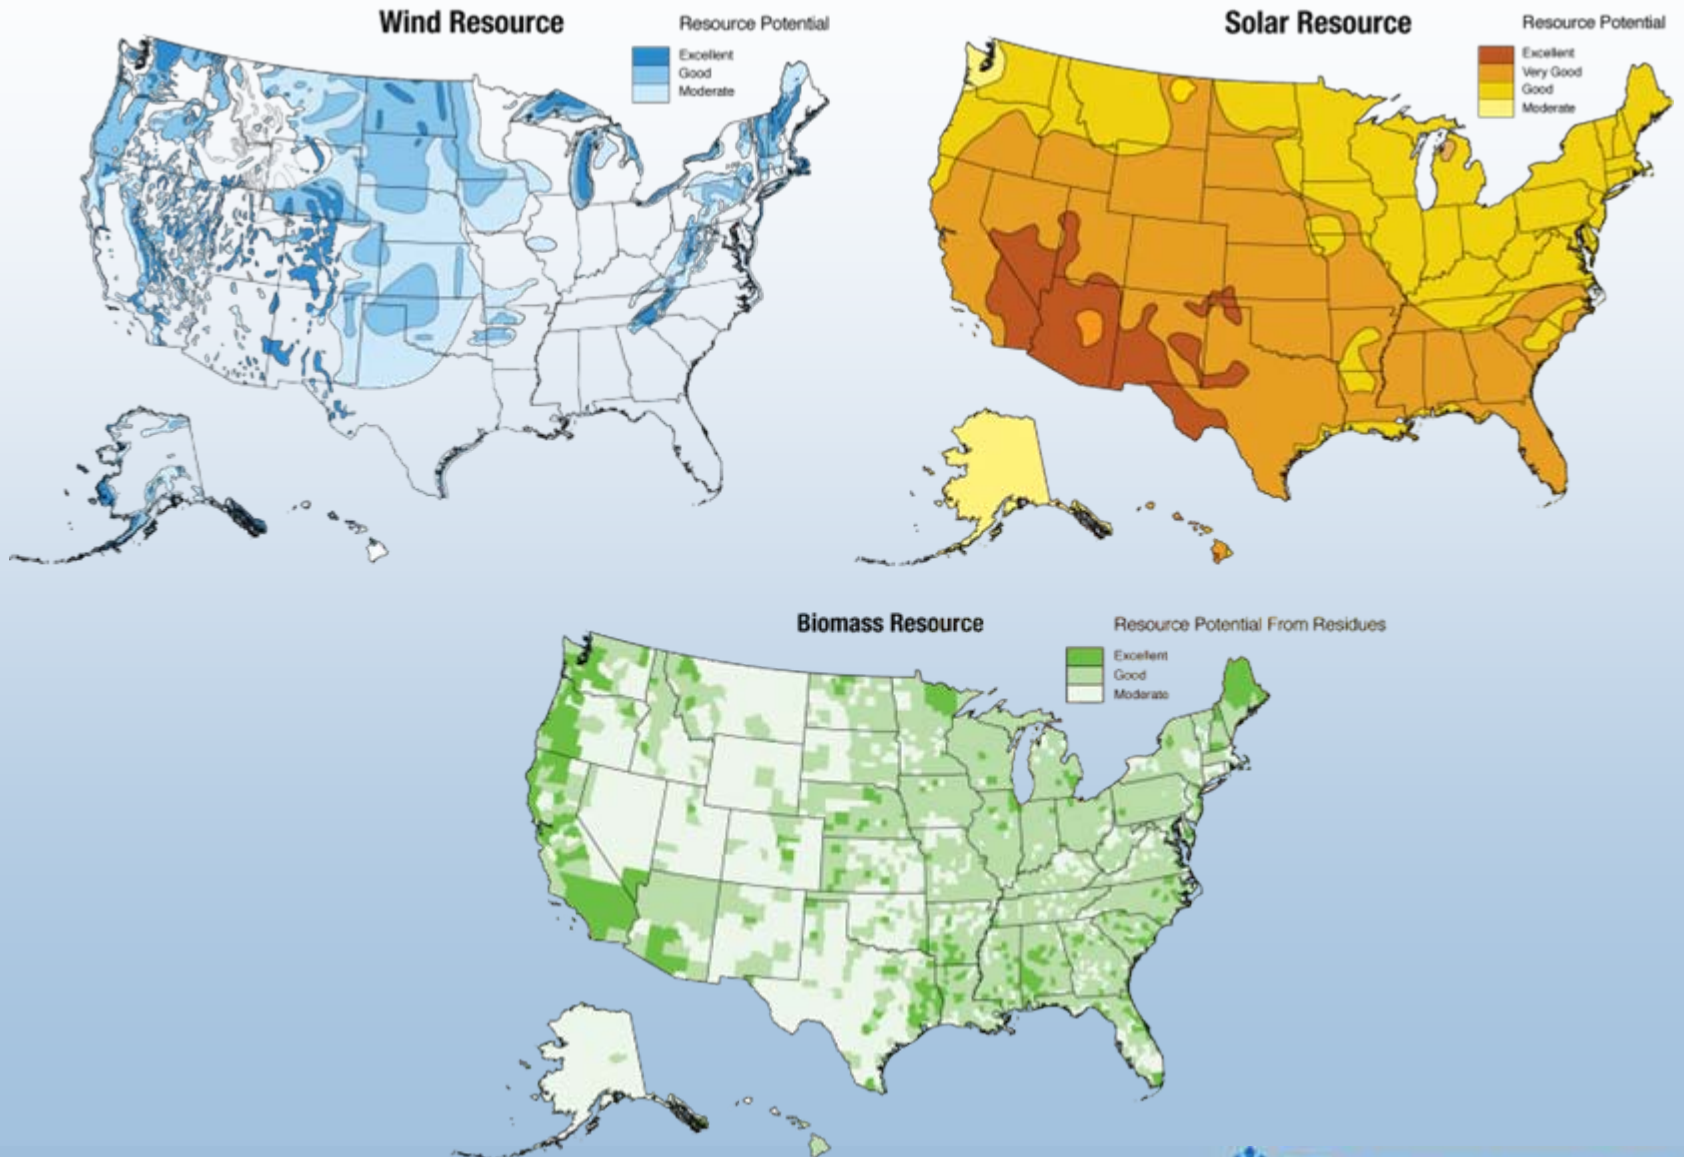 Wind Resource
Resource Potential
Excellent
Good
Moderate
Solar Resource
Resource Potential
Excellent
Very Good
Good
Moderate
Biomass Resource
Resource Potential From Residues
Excellent
Good
Moderate